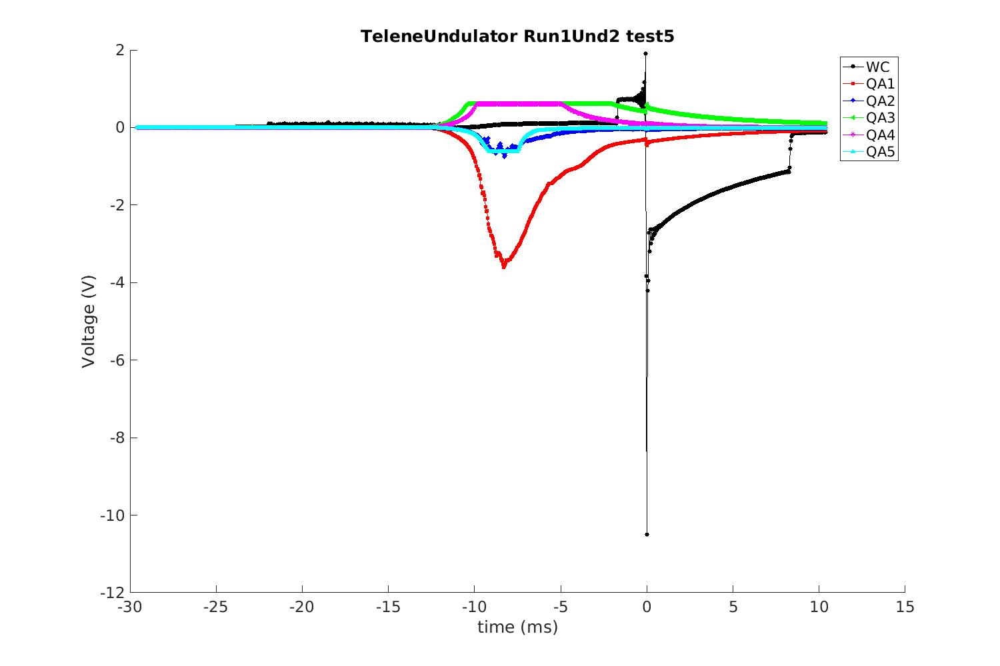 TeleneUndulator Run1Und2 test5
WC
QA1
QA2
QA3
QA4
QA5
2
0
-2
-4
-6
-8
-10
-12
Voltage (V)
-30 -25 -20 -15 -10 -5 0 5 10 15
time (ms)